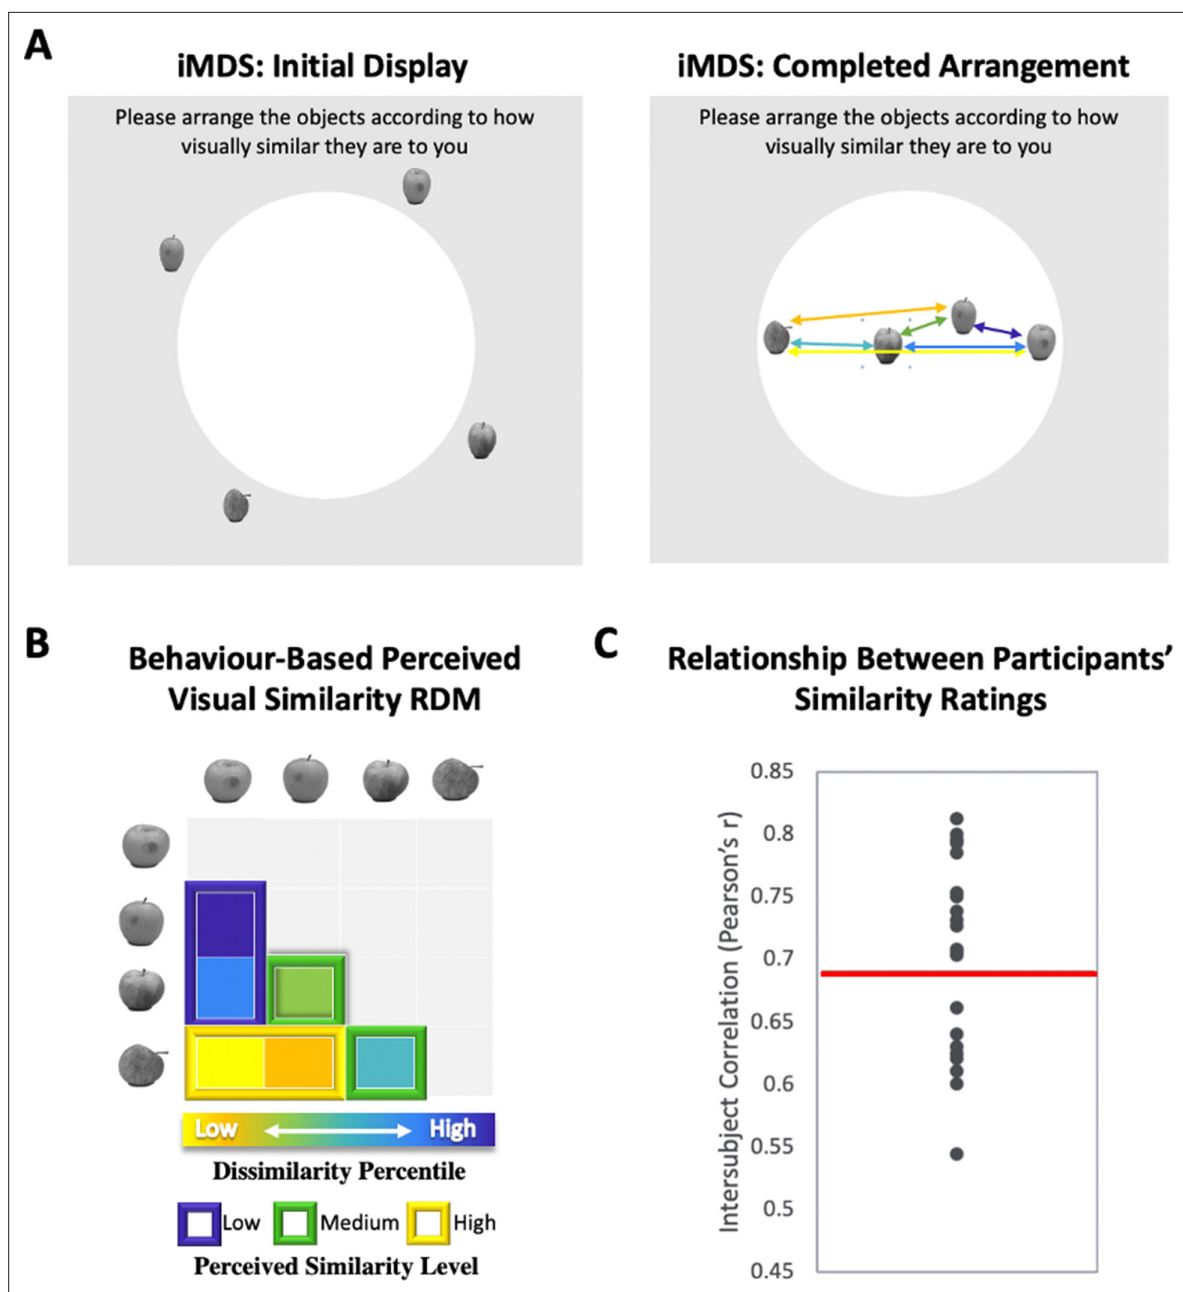 A
iMDS: Initial Display
Please arrange the objects according to how
visually similar they are to you
iMDS: Completed Arrangement
Please arrange the objects according to how
visually similar they are to you
B
Behaviour-Based Perceived
Visual Similarity RDM
Low
High
Dissimilarity Percentile
Low
Medium
High
Perceived Similarity Level
C
Relationship Between Participants’
Similarity Ratings
Intersubject Correlation (Pearson’s r)
0.85
0.8
0.75
0.7
0.65
0.6
0.55
0.5
0.45